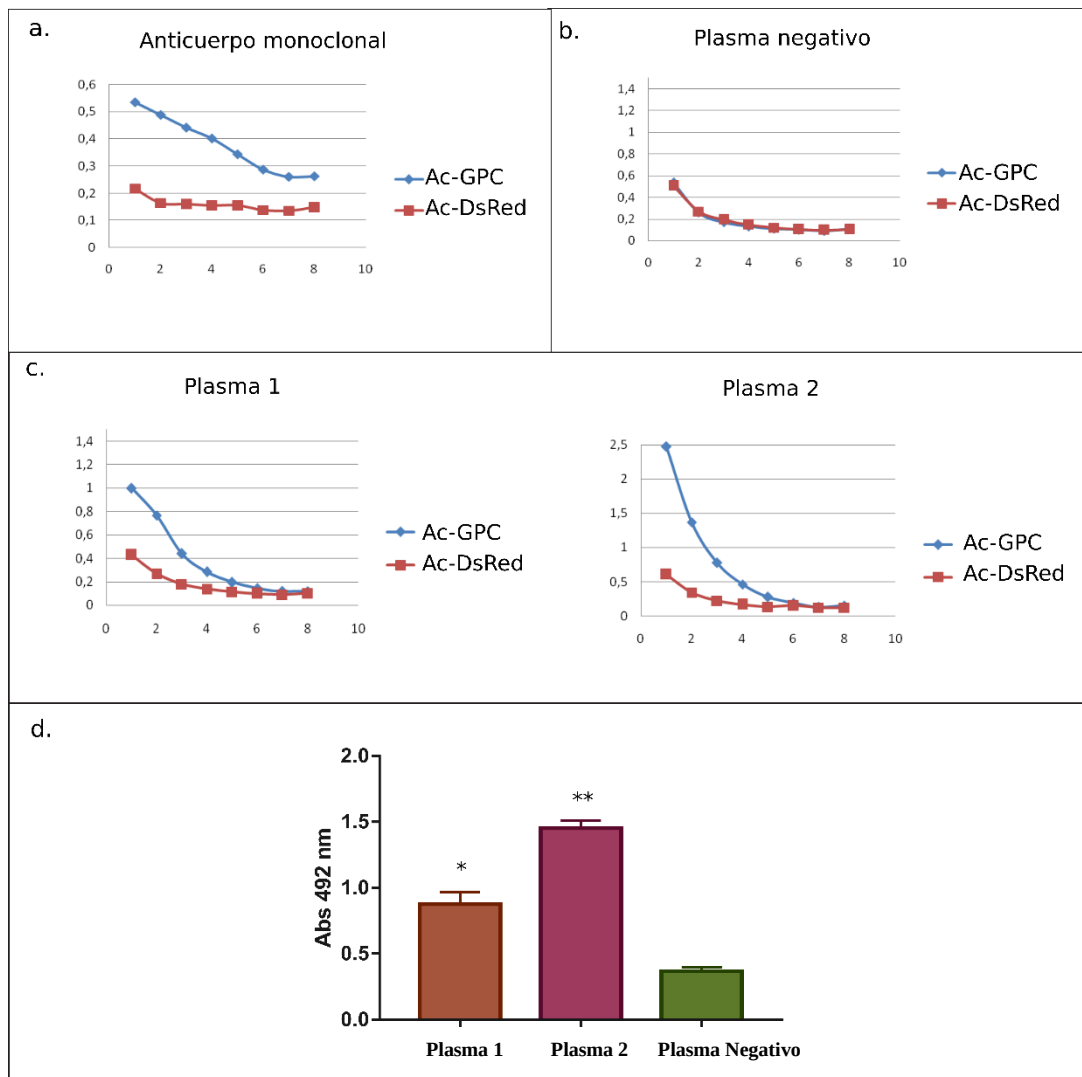 a.
Anticuerpo monoclonal
0,6
0,5
0,4
0,3
0,2
0,1
0
0 2 4 6 8 10
Ac-GPC
Ac-DsRed
b.
Plasma negativo
1,4
1,2
1
0,8
0,6
0,4
0,2
0
0 2 4 6 8 10
Ac-GPC
Ac-DsRed
c.
Plasma 1
1,4
1,2
1
0,8
0,6
0,4
0,2
0
0 2 4 6 8 10
Ac-GPC
Ac-DsRed
Plasma 2
2,5
2
1,5
1
0,5
0
0 2 4 6 8 10
Ac-GPC
Ac-DsRed
d.
Abs 492 nm
2.0
1.5
1.0
0.5
0.0
*
**
Plasma 1 Plasma 2 Plasma Negativo